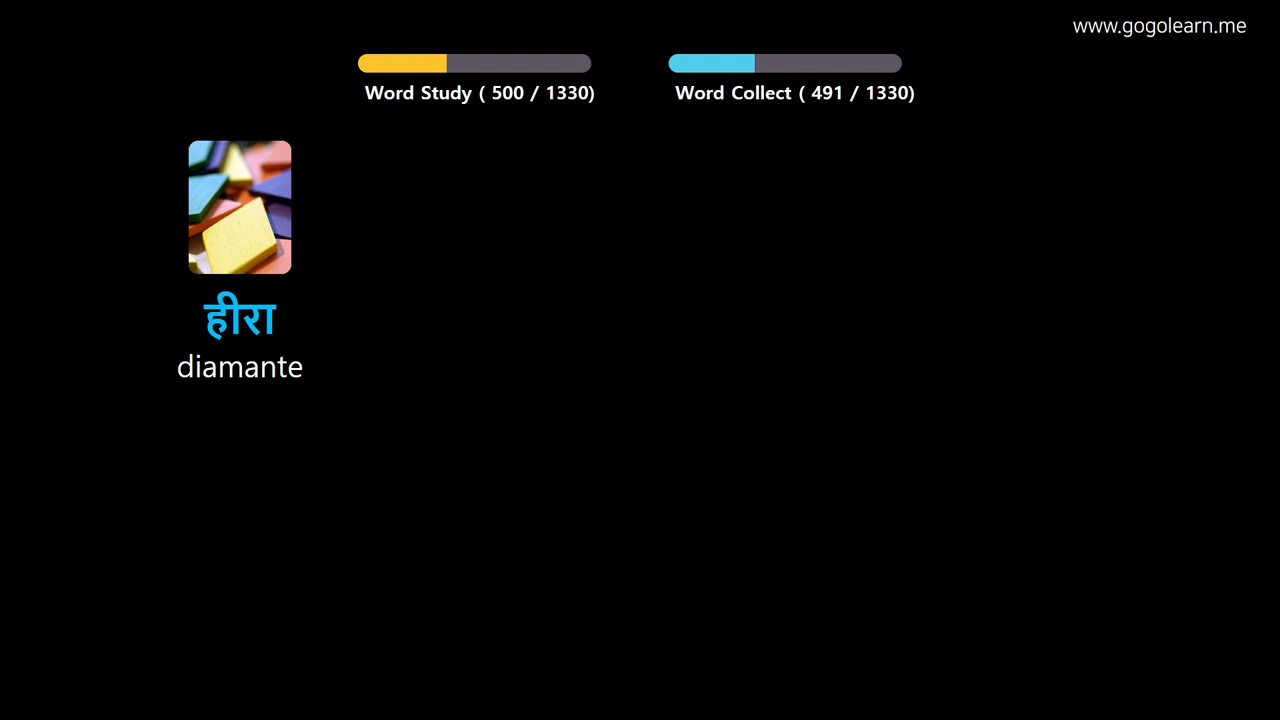 www.gogolearn.me
Word Study ( 500 / 1330)
Word Collect ( 491 / 1330)
हीरा
diamante